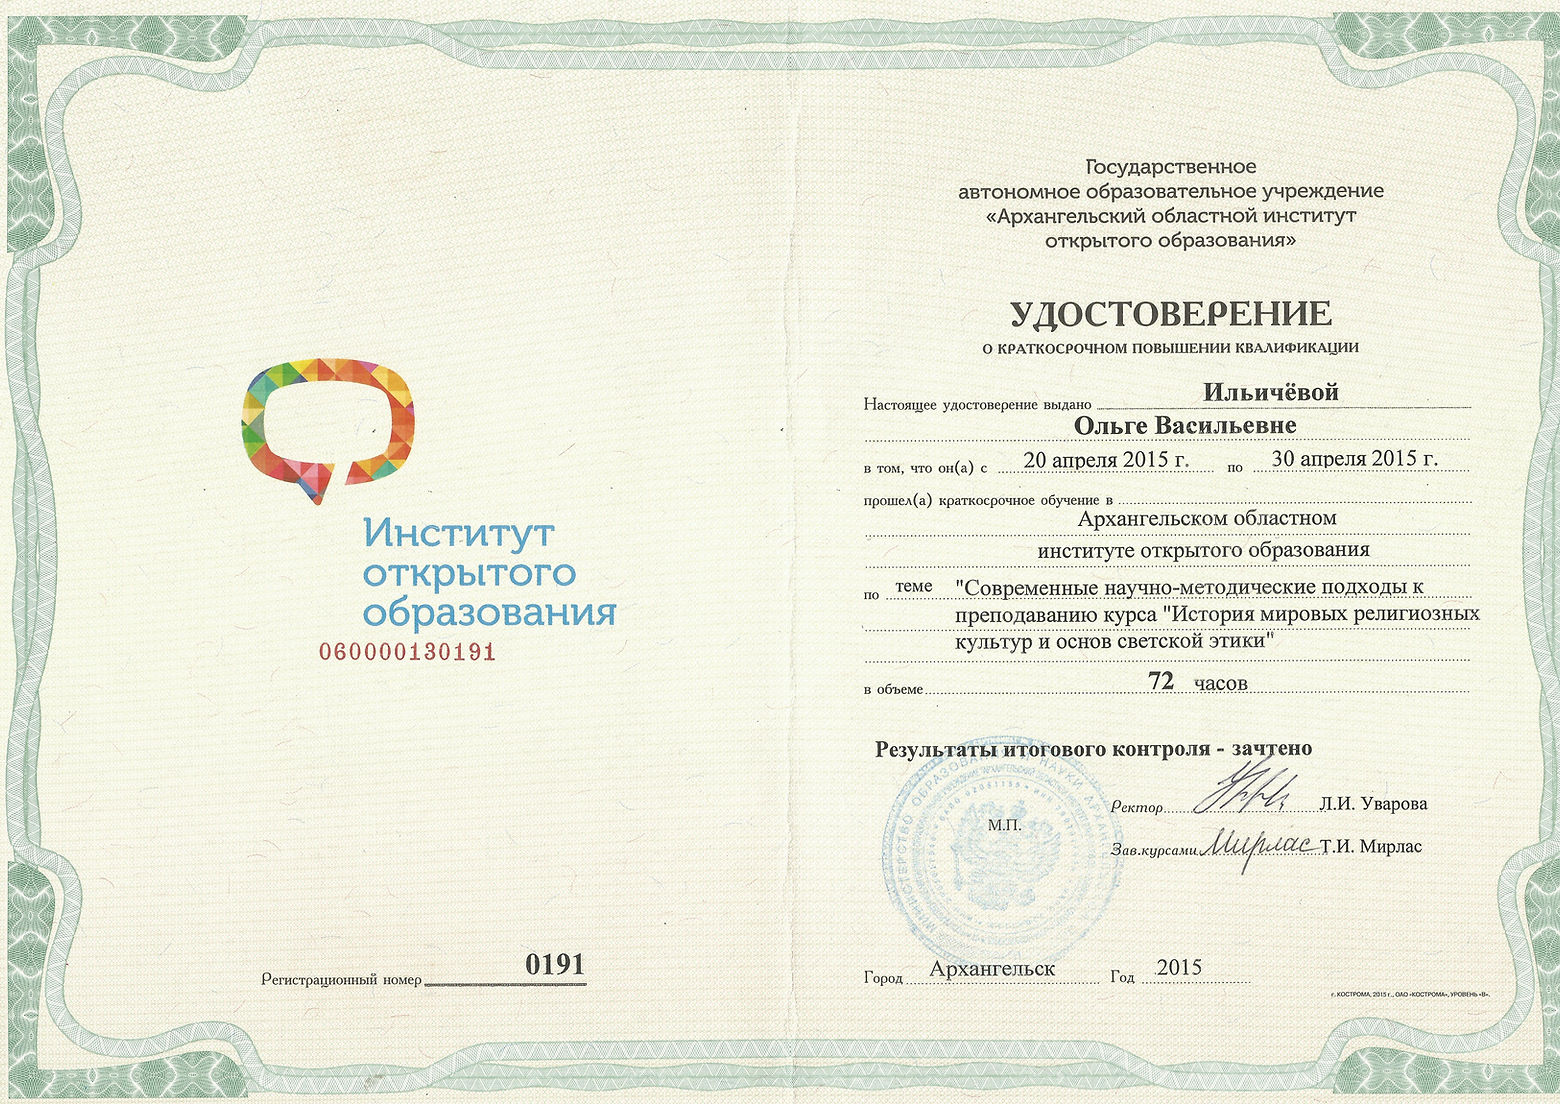 Институт
открытого
образования
060000130191
Регистрационный номер 0191
Государственное
автономное образовательное учреждение
«Архангельский областной институт
открытого образования»
УДОСТОВЕРЕНИЕ
О КРАТКОСРОЧНОМ ПОВЫШЕНИИ КВАЛИФИКАЦИИ
Настоящее удостоверение выдано Ильичёвой
Ольге Васильевне
в том, что он(а) с 20 апреля 2015 г. по 30 апреля 2015 г.
прошел(а) краткосрочное обучение в
Архангельском областном
институте открытого образования
по теме "Современные научно-методические подходы к
преподаванию курса "История мировых религиозных
культур и основ светской этики"
в объеме 72 часов
Результаты итогового контроля - зачтено
Ректор Л.И. Уварова
М.П.
Зав.курсами Мирлас Т.И. Мирлас
МИНИСТЕРСТВО ОБРАЗОВАНИЯ И НАУКИ
Город Архангельск Год 2015
г. КОСТРОМА, 2015 г., ОАО «КОСТРОМА», УРОВЕНЬ «В».